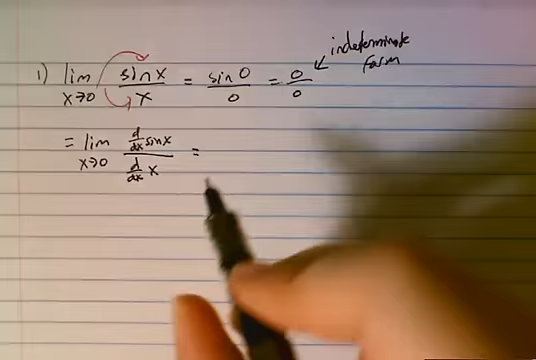 indeterminate
form
1) lim x→0 sin x / x = sin 0 / 0 = 0 / 0
= lim x→0 d/dx sin x / d/dx x =